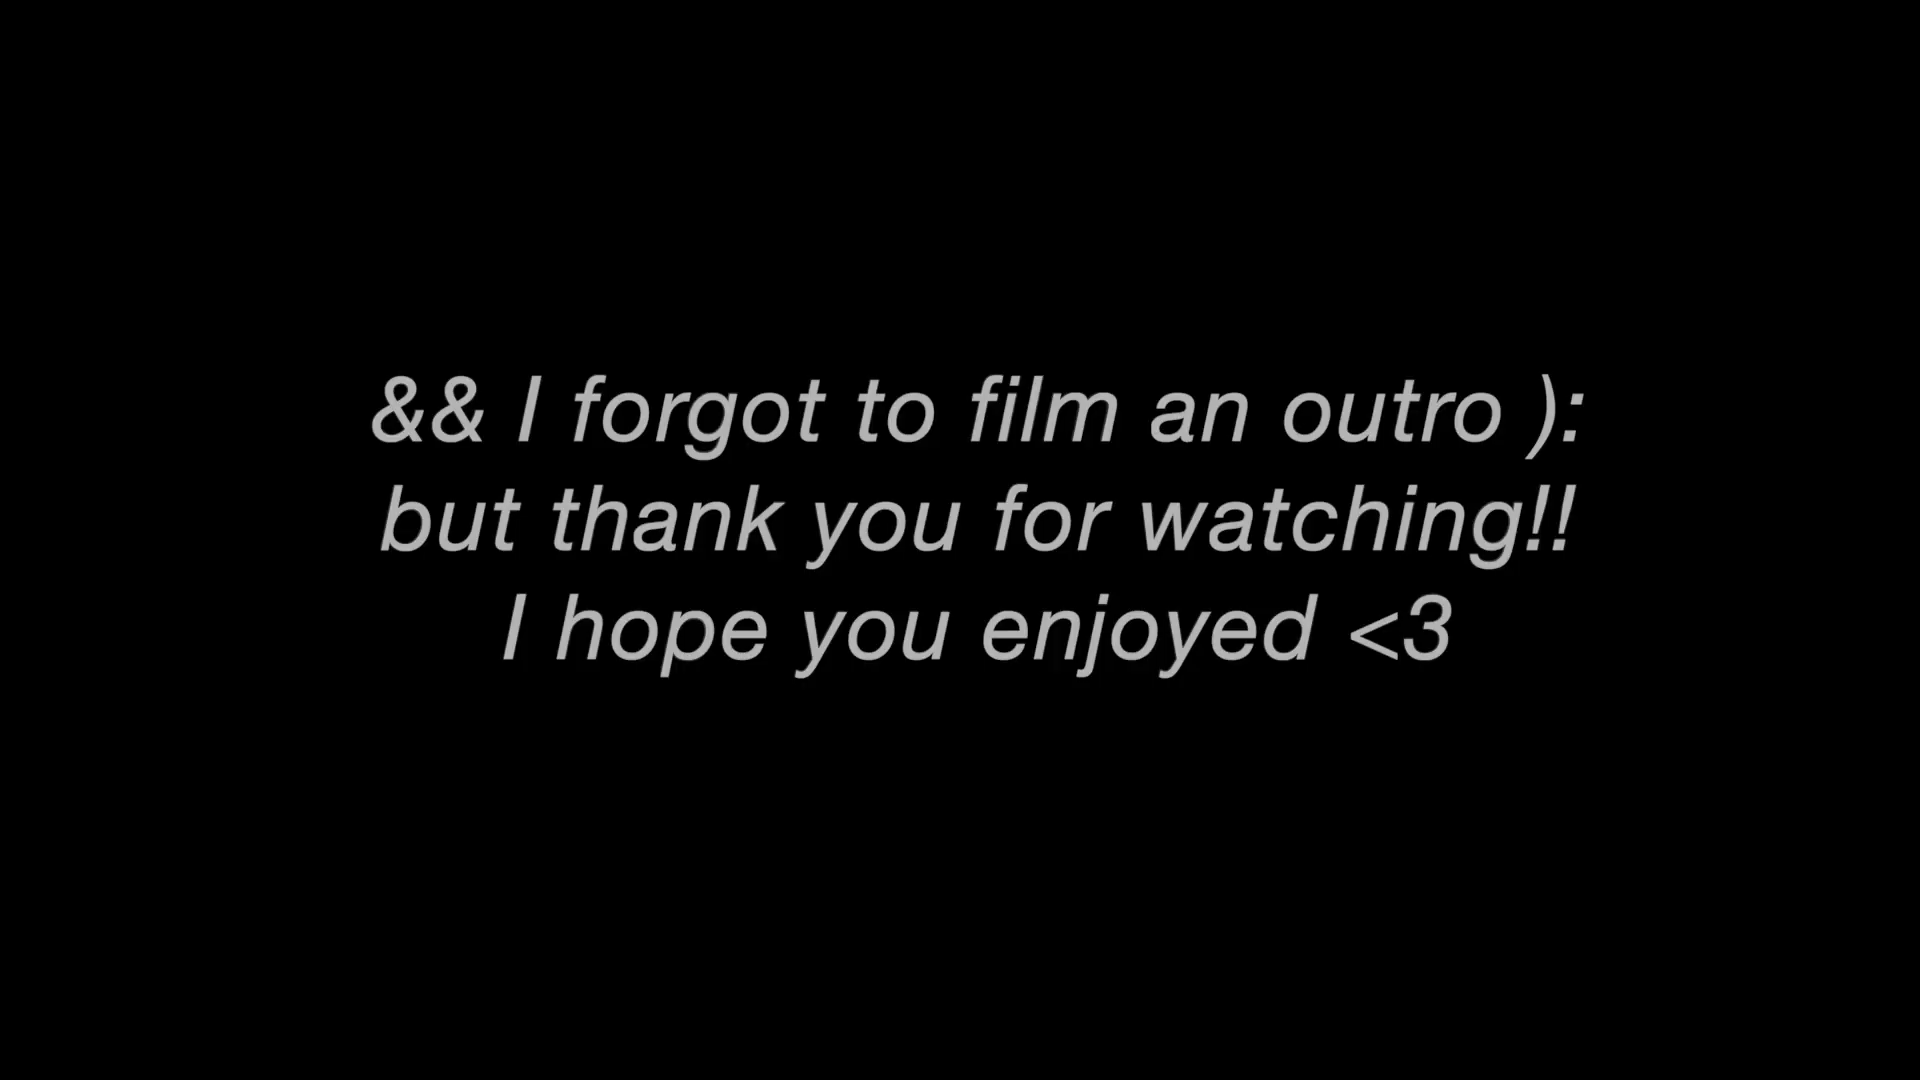 && I forgot to film an outro ):
but thank you for watching!!
I hope you enjoyed <3